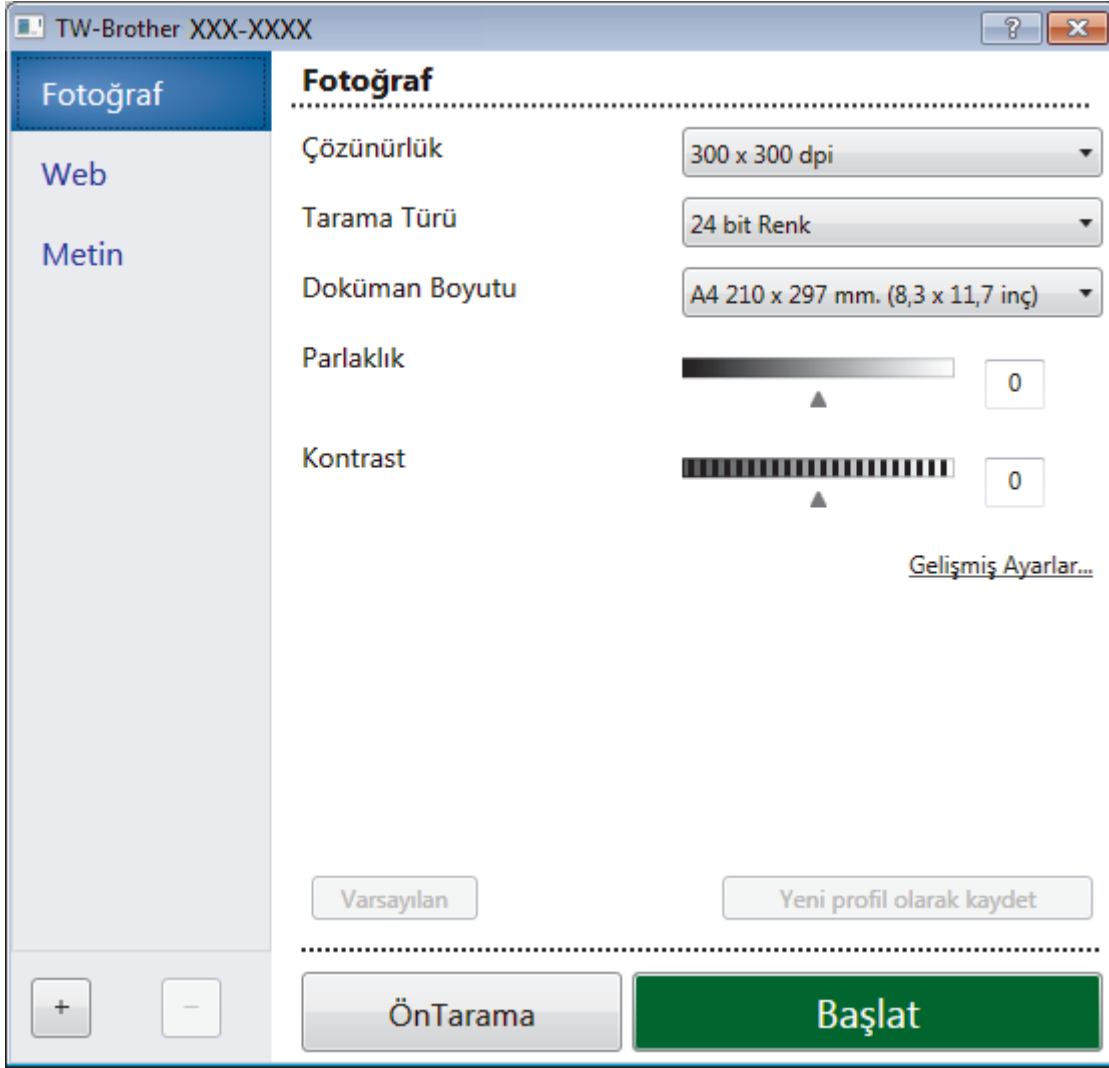 TW-Brother XXX-XXXX
?
Fotoğraf
Web
Metin
Fotoğraf
Çözünürlük
300 x 300 dpi
Tarama Türü
24 bit Renk
Doküman Boyutu
A4 210 x 297 mm. (8,3 x 11,7 inç)
Parlaklık
0
Kontrast
0
Gelişmiş Ayarlar...
Varsayılan
Yeni profil olarak kaydet
+
−
ÖnTarama
Başlat